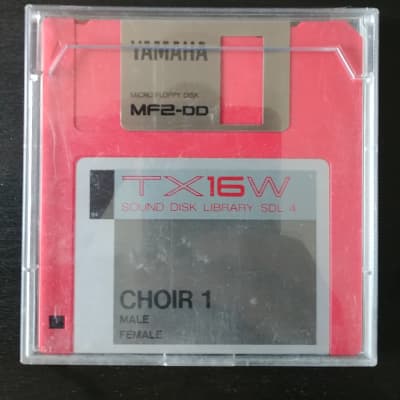 YAMAHA
MICRO FLOPPY DISK
MF2-DD
TX16W
SOUND DISK LIBRARY SDL 4
CHOIR 1
MALE
FEMALE